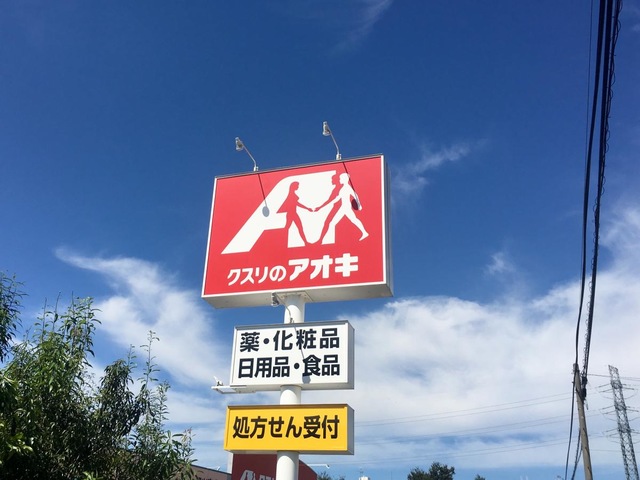 クスリのアオキ
薬・化粧品
日用品・食品
処方せん受付